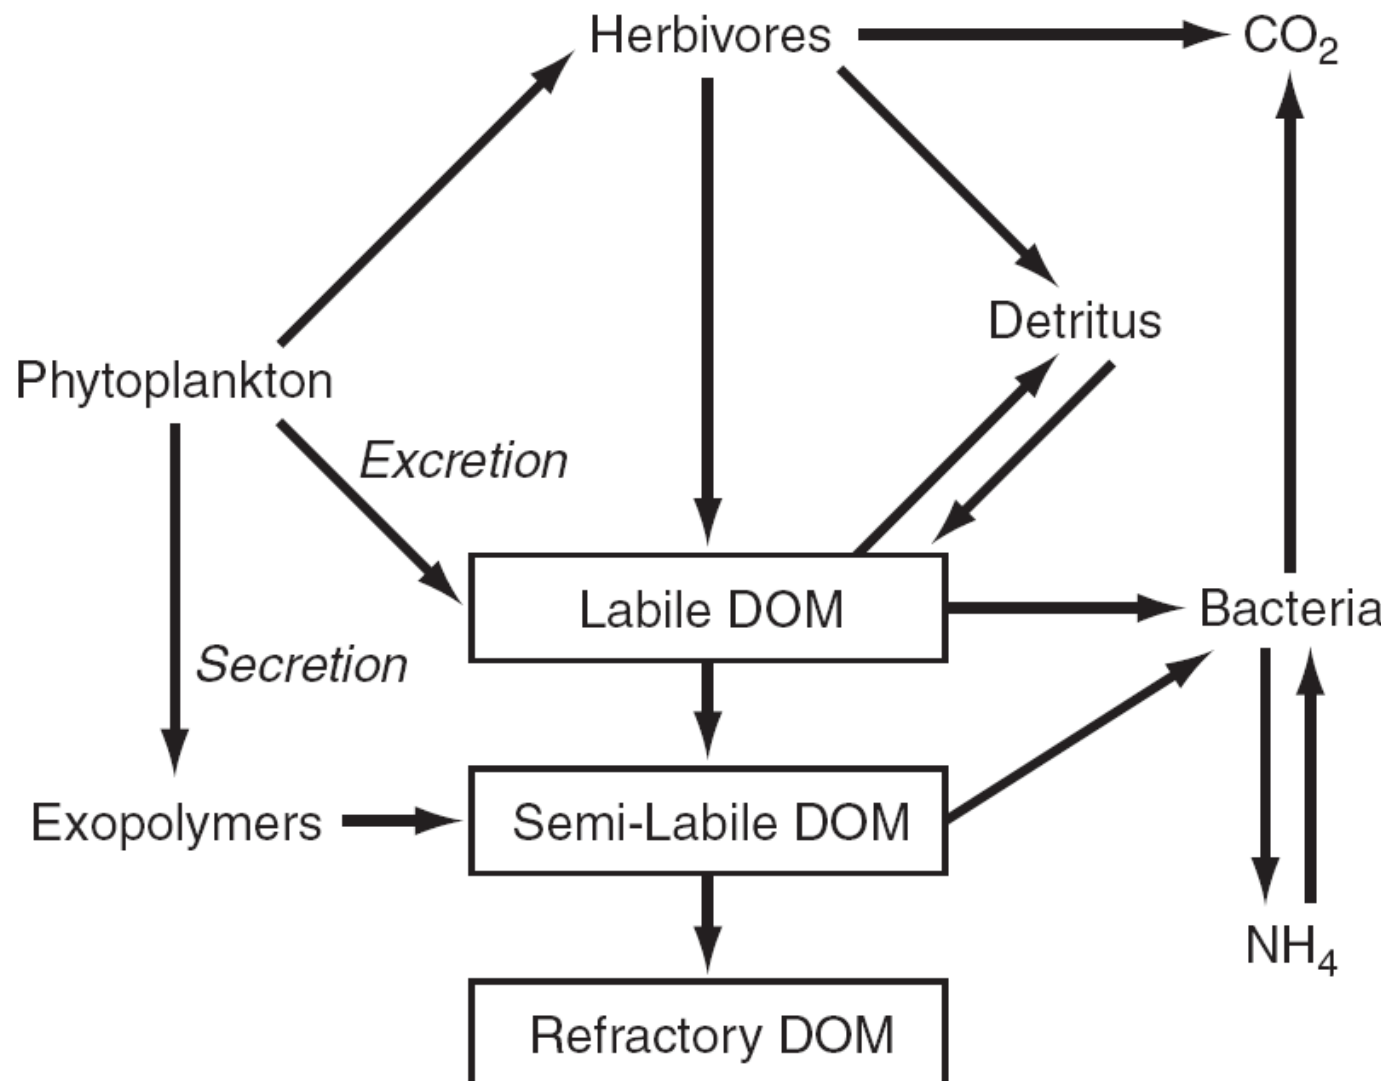 Herbivores
CO₂
Detritus
Phytoplankton
Excretion
Labile DOM
Bacteria
Secretion
Exopolymers
Semi-Labile DOM
NH₄
Refractory DOM